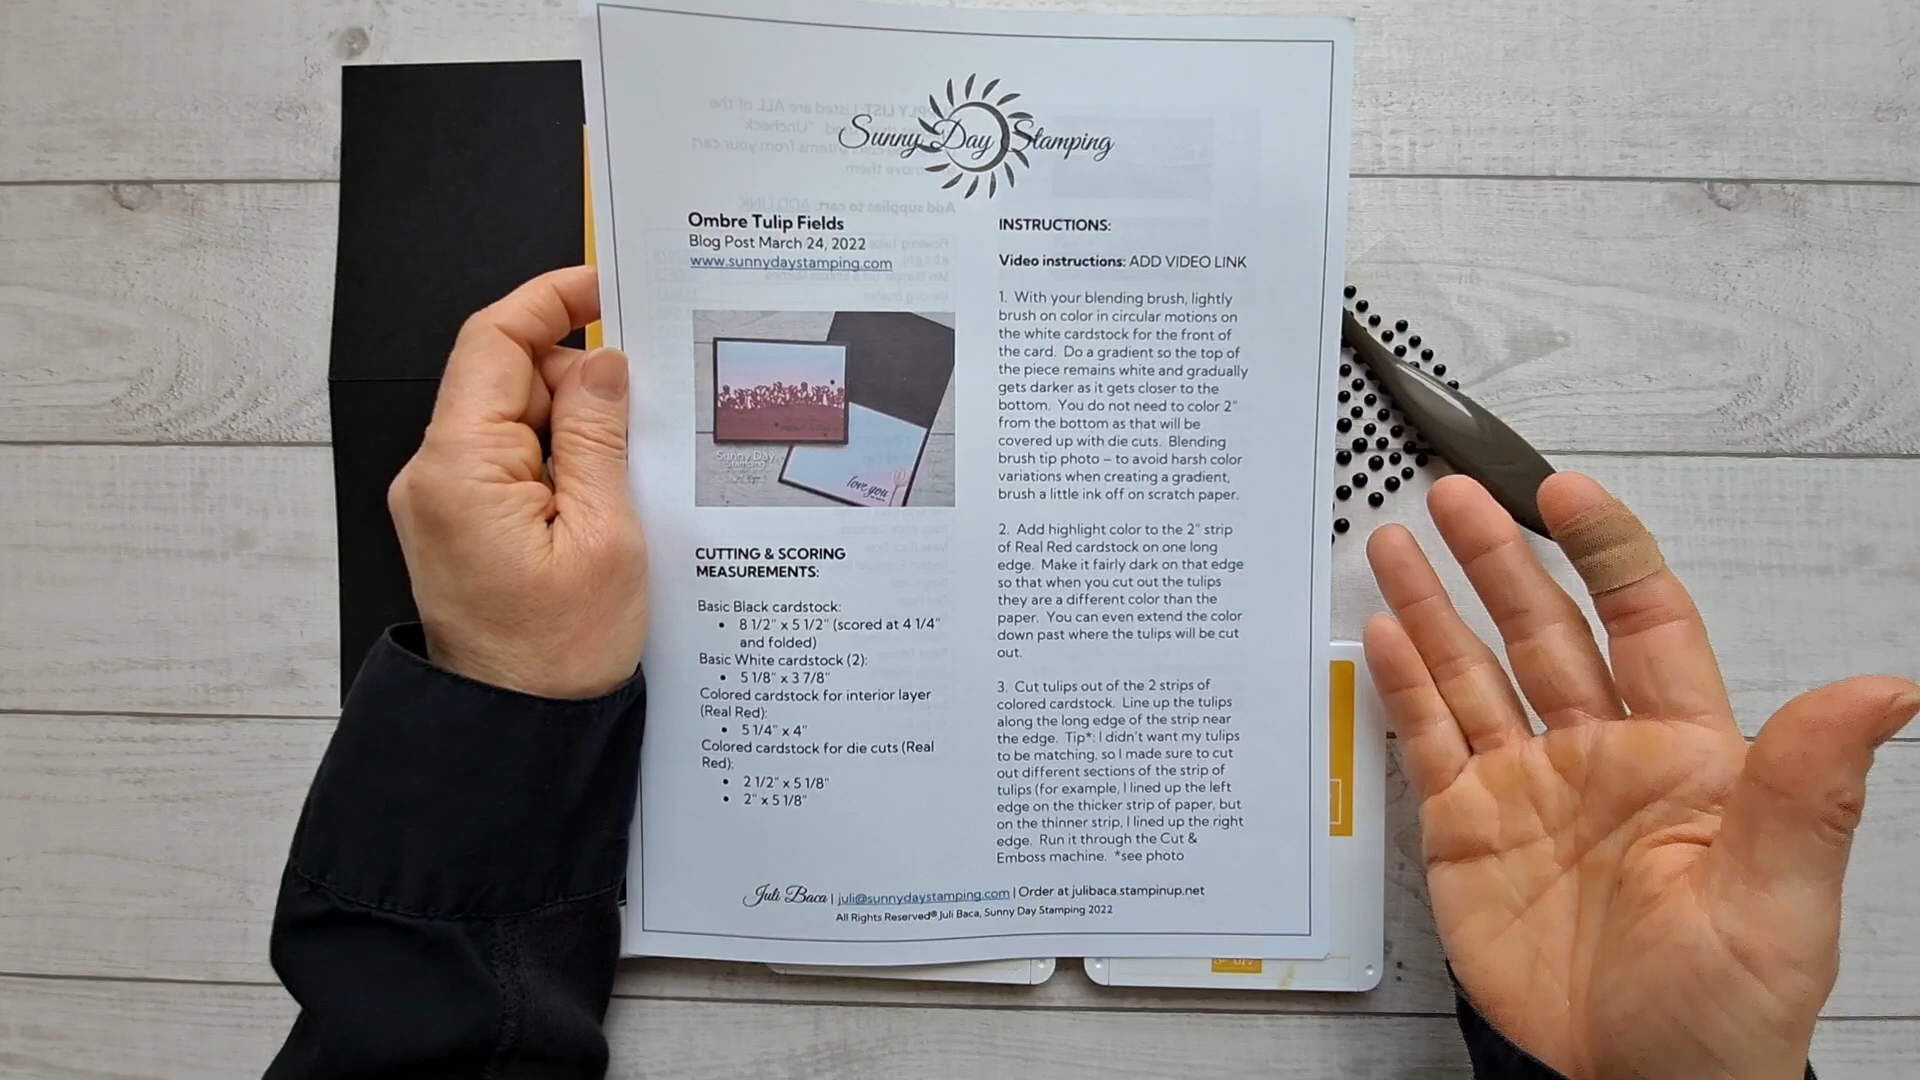 Sunny Day Stamping
Ombre Tulip Fields
Blog Post March 24, 2022
www.sunnydaystamping.com
Sunny Day
Stamping
love you
CUTTING & SCORING
MEASUREMENTS:
Basic Black cardstock:
• 8 1/2" x 5 1/2" (scored at 4 1/4"
and folded)
Basic White cardstock (2):
• 5 1/8" x 3 7/8"
Colored cardstock for interior layer
(Real Red):
• 5 1/4" x 4"
Colored cardstock for die cuts (Real
Red):
• 2 1/2" x 5 1/8"
• 2" x 5 1/8"
INSTRUCTIONS:
Video instructions: ADD VIDEO LINK
1. With your blending brush, lightly
brush on color in circular motions on
the white cardstock for the front of
the card. Do a gradient so the top of
the piece remains white and gradually
gets darker as it gets closer to the
bottom. You do not need to color 2"
from the bottom as that will be
covered up with die cuts. Blending
brush tip photo – to avoid harsh color
variations when creating a gradient,
brush a little ink off on scratch paper.
2. Add highlight color to the 2" strip
of Real Red cardstock on one long
edge. Make it fairly dark on that edge
so that when you cut out the tulips
they are a different color than the
paper. You can even extend the color
down past where the tulips will be cut
out.
3. Cut tulips out of the 2 strips of
colored cardstock. Line up the tulips
along the long edge of the strip near
the edge. Tip*: I didn't want my tulips
to be matching, so I made sure to cut
out different sections of the strip of
tulips (for example, I lined up the left
edge on the thicker strip of paper, but
on the thinner strip, I lined up the right
edge. Run it through the Cut &
Emboss machine. *see photo
Juli Baca | juli@sunnydaystamping.com | Order at julibaca.stampinup.net
All Rights Reserved® Juli Baca, Sunny Day Stamping 2022